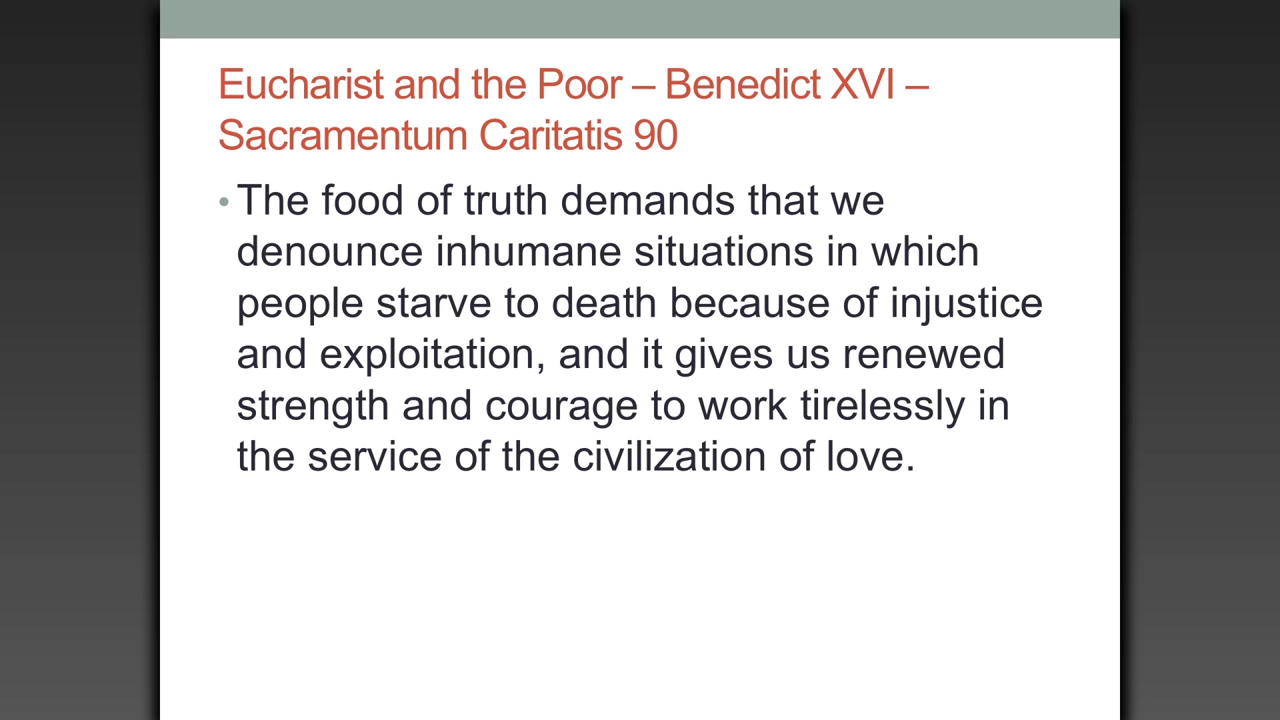 Eucharist and the Poor – Benedict XVI –
Sacramentum Caritatis 90
• The food of truth demands that we
denounce inhumane situations in which
people starve to death because of injustice
and exploitation, and it gives us renewed
strength and courage to work tirelessly in
the service of the civilization of love.